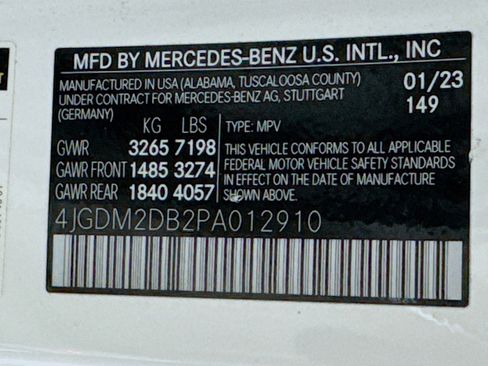 MFD BY MERCEDES-BENZ U.S. INTL., INC
MANUFACTURED IN USA (ALABAMA, TUSCALOOSA COUNTY) 01/23
UNDER CONTRACT FOR MERCEDES-BENZ AG, STUTTGART 149
(GERMANY)
KG LBS TYPE: MPV
GVWR 3265 7198 THIS VEHICLE CONFORMS TO ALL APPLICABLE
GAWR FRONT 1485 3274 FEDERAL MOTOR VEHICLE SAFETY STANDARDS
GAWR REAR 1840 4057 IN EFFECT ON THE DATE OF MANUFACTURE
SHOWN ABOVE.
4JGDM2DB2PA012910